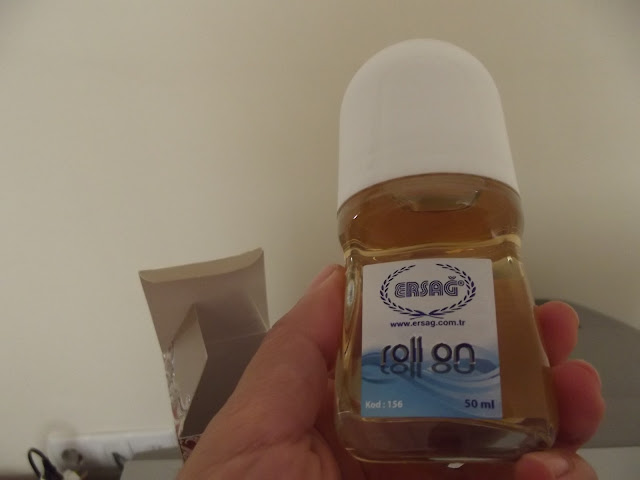 ERSAĞ®
www.ersag.com.tr
roll on
Kod : 156 50 ml